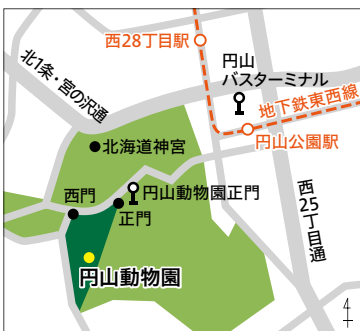 西28丁目駅
円山
バスターミナル
北1条・宮の沢通
地下鉄東西線
円山公園駅
北海道神宮
西25丁目通
円山動物園正門
西門
正門
円山動物園